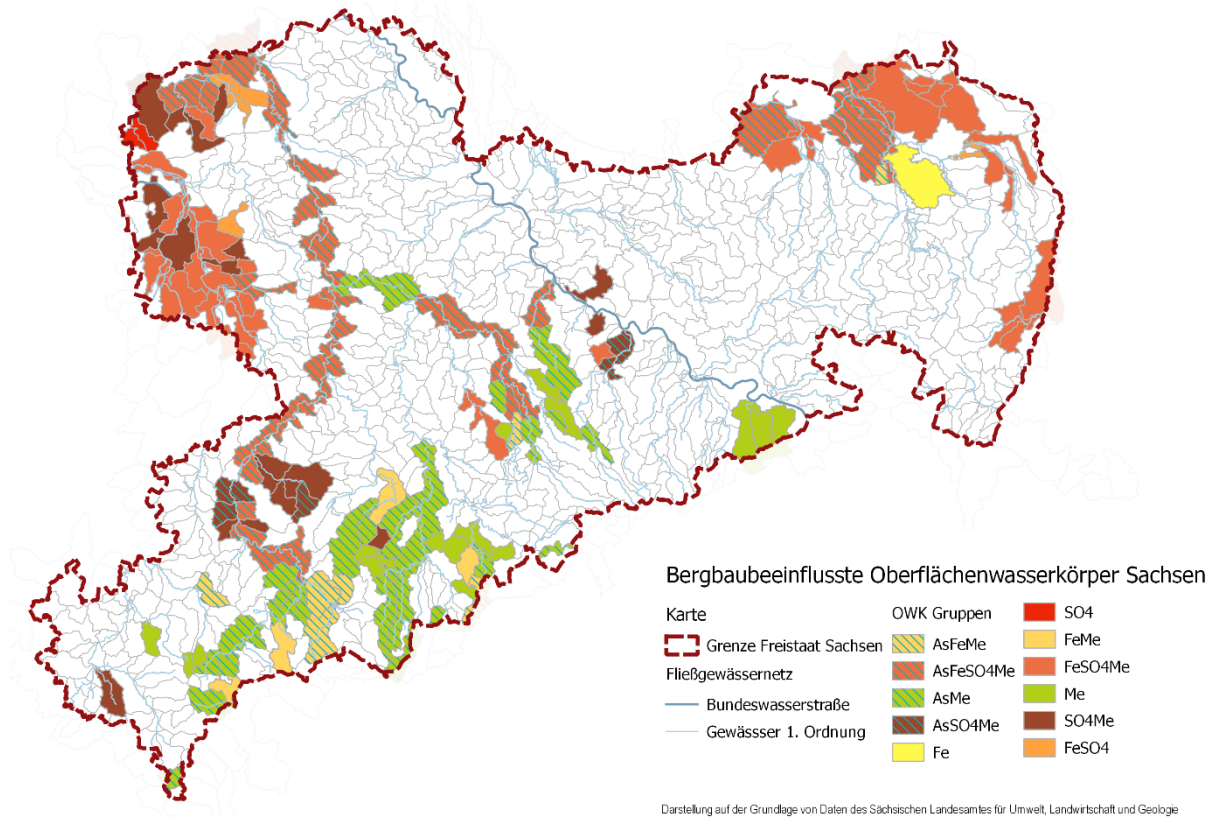 Bergbaubeeinflusste Oberflächenwasserkörper Sachsen
Karte
Grenze Freistaat Sachsen
Fließgewässernetz
Bundeswasserstraße
Gewässser 1. Ordnung
OWK Gruppen
AsFeMe
AsFeSO4Me
AsMe
AsSO4Me
Fe
SO4
FeMe
FeSO4Me
Me
SO4Me
FeSO4
Darstellung auf der Grundlage von Daten des Sächsischen Landesamtes für Umwelt, Landwirtschaft und Geologie